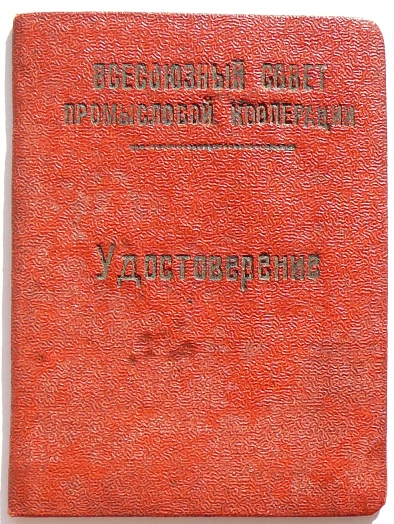 ВСЕСОЮЗНЫЙ СОВЕТ
ПРОМЫСЛОВОЙ КООПЕРАЦИИ
Удостоверение